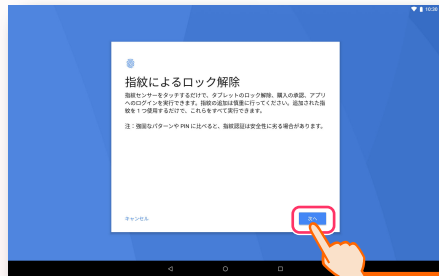 10:38
指紋によるロック解除
指紋センサーをタッチするだけで、タブレットのロック解除、購入の承認、アプリ
へのログインを実行できます。指紋の追加は慎重に行ってください。追加された指
紋を 1 つ使用するだけで、これらをすべて実行できます。
注：強固なパターンや PIN に比べると、指紋認証は安全性に劣る場合があります。
キャンセル
次へ